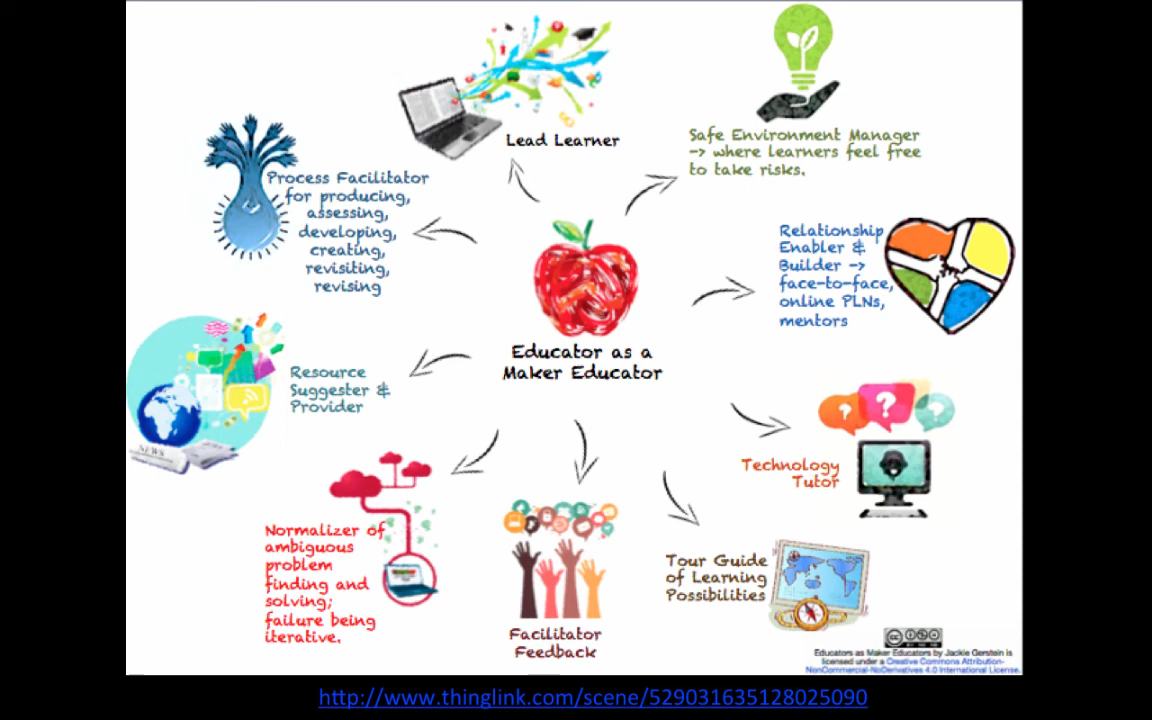 Lead Learner
Safe Environment Manager
-> where learners feel free
to take risks.
Process Facilitator
for producing,
assessing,
developing,
creating,
revisiting,
revising
Relationship
Enabler &
Builder ->
face-to-face,
online PLNs,
mentors
Educator as a
Maker Educator
Resource
Suggester &
Provider
NEWS
Technology
Tutor
Normalizer of
ambiguous
problem
finding and
solving;
failure being
iterative.
Tour Guide
of Learning
Possibilities
Facilitator
Feedback
Educators as Maker Educators by Jackie Gerstein is
licensed under a Creative Commons Attribution-
NonCommercial-NoDerivatives 4.0 International License.
http://www.thinglink.com/scene/529031635128025090